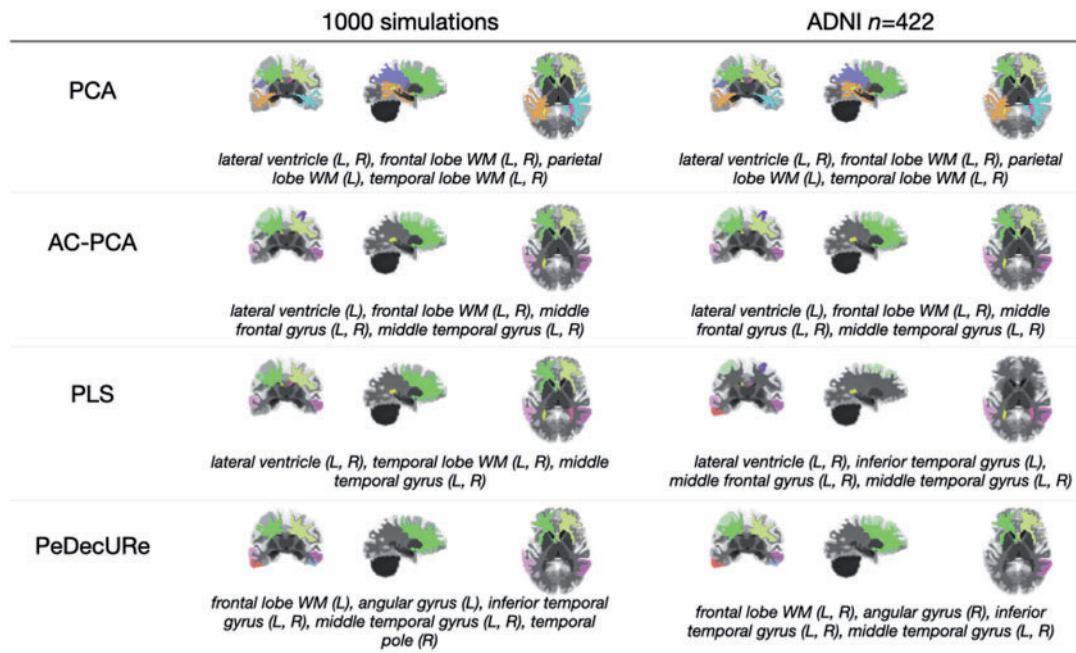 1000 simulations
ADNI n=422
PCA
lateral ventricle (L, R), frontal lobe WM (L, R), parietal
lobe WM (L), temporal lobe WM (L, R)
lateral ventricle (L, R), frontal lobe WM (L, R), parietal
lobe WM (L), temporal lobe WM (L, R)
AC-PCA
lateral ventricle (L), frontal lobe WM (L, R), middle
frontal gyrus (L, R), middle temporal gyrus (L, R)
lateral ventricle (L), frontal lobe WM (L, R), middle
frontal gyrus (L, R), middle temporal gyrus (L, R)
PLS
lateral ventricle (L, R), temporal lobe WM (L, R), middle
temporal gyrus (L, R)
lateral ventricle (L, R), inferior temporal gyrus (L),
middle frontal gyrus (L, R), middle temporal gyrus (L, R)
PeDecURe
frontal lobe WM (L), angular gyrus (L), inferior temporal
gyrus (L, R), middle temporal gyrus (L, R), temporal
pole (R)
frontal lobe WM (L, R), angular gyrus (R), inferior
temporal gyrus (L, R), middle temporal gyrus (L, R)